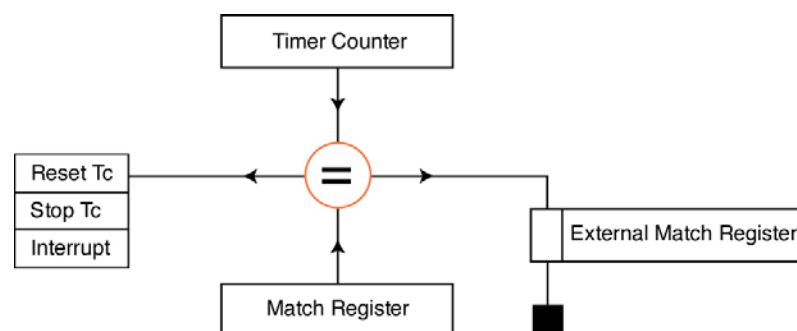 Timer Counter
Reset Tc
Stop Tc
Interrupt
=
External Match Register
Match Register